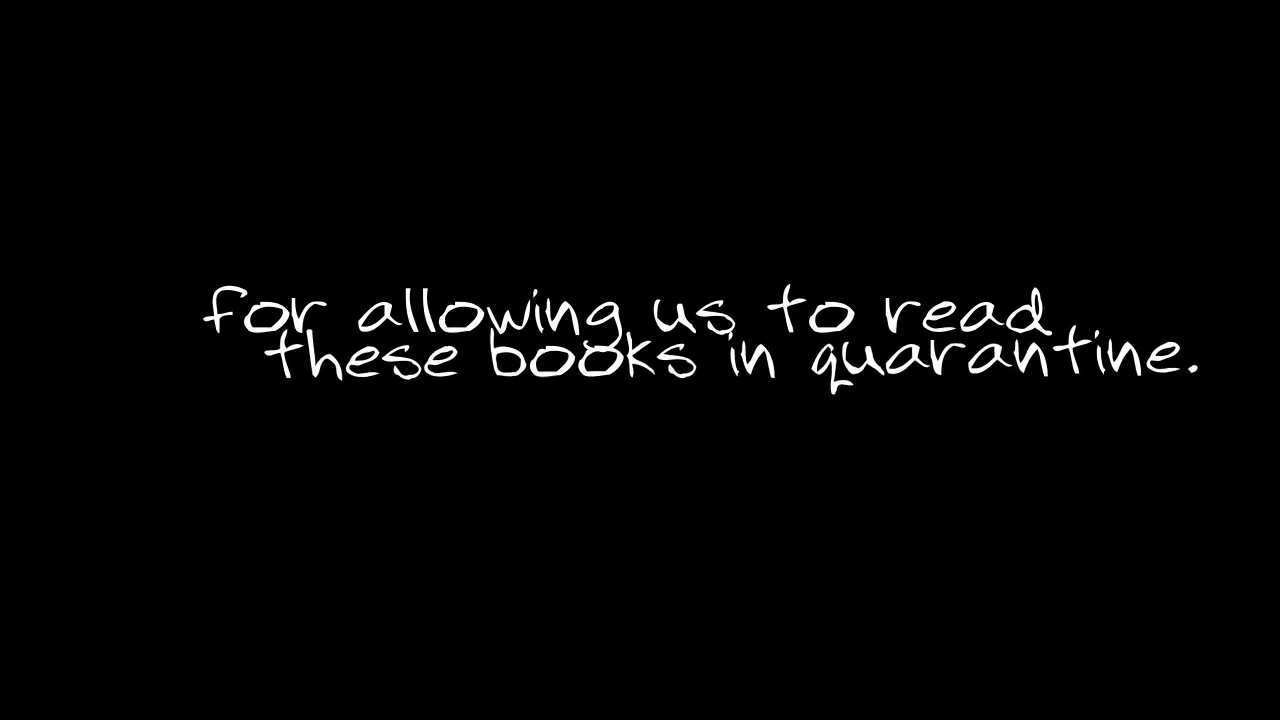 for allowing us to read
these books in quarantine.